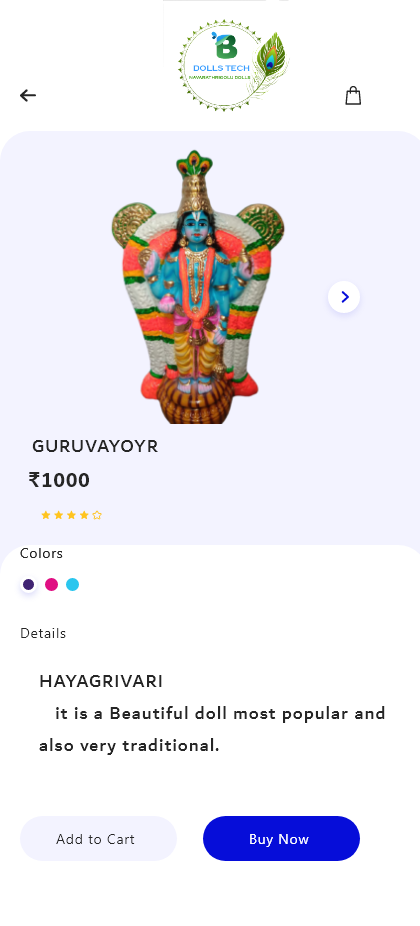 B
DOLLS TECH
NAVARATHIRIGOLU DOLLS
GURUVAYOYR
₹1000
Colors
Details
HAYAGRIVARI
it is a Beautiful doll most popular and
also very traditional.
Add to Cart
Buy Now